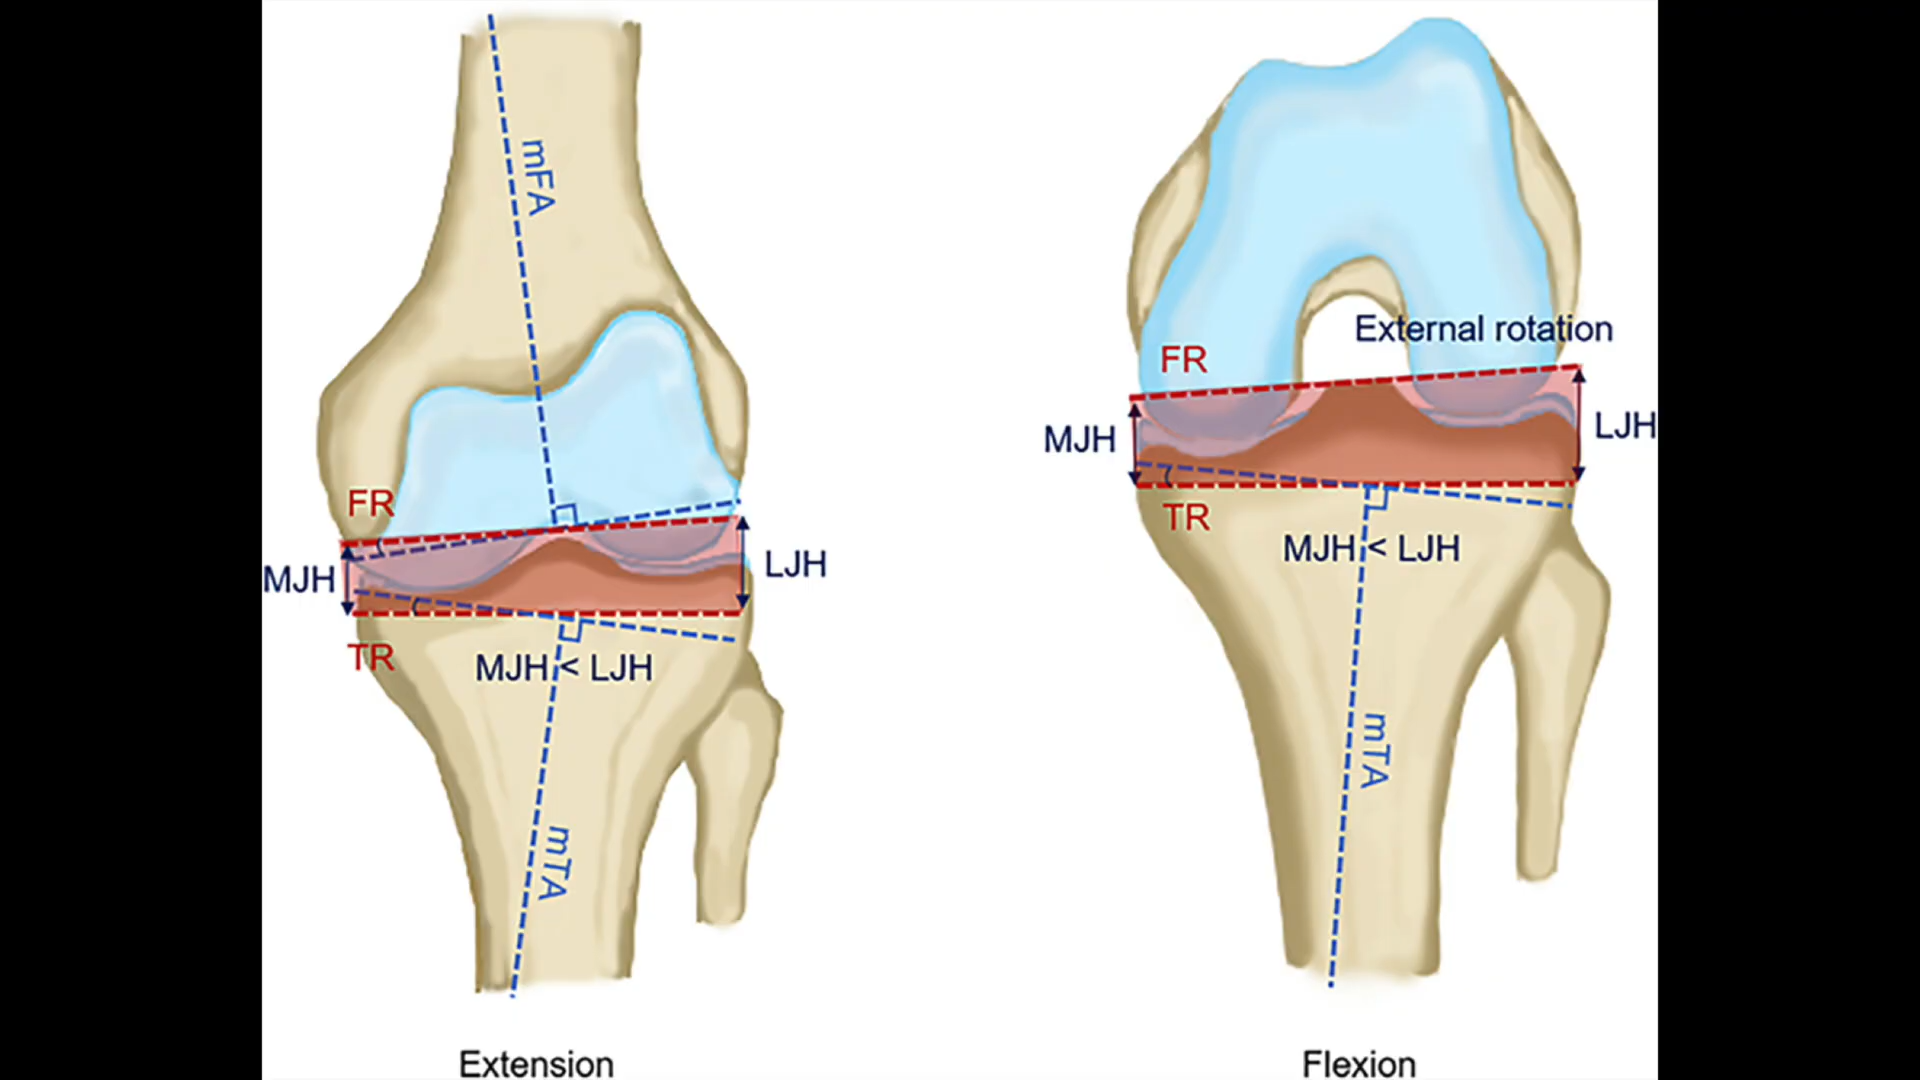 mFA
FR
MJH
LJH
TR
MJH < LJH
mTA
Extension
External rotation
FR
MJH
LJH
TR
MJH < LJH
mTA
Flexion